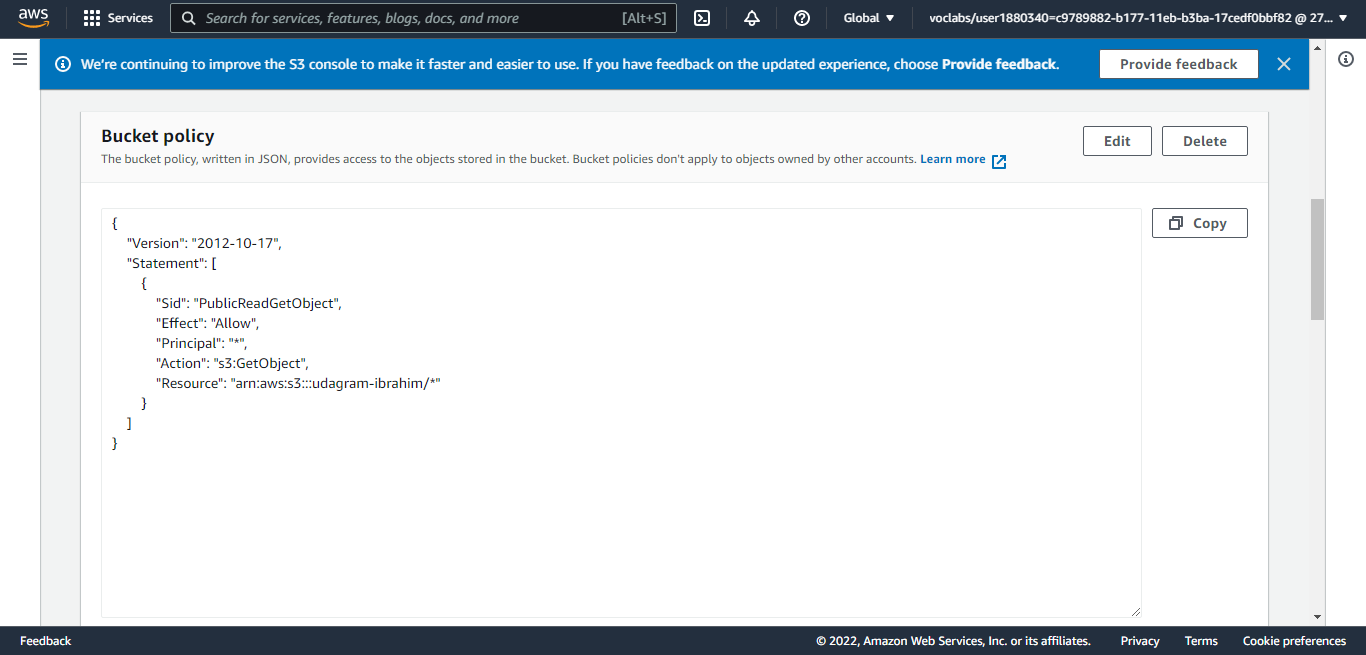 aws Services Search for services, features, blogs, docs, and more [Alt+S] Global voclabs/user1880340=c9789882-b177-11eb-b3ba-17cedf0bbf82 @ 27...
We're continuing to improve the S3 console to make it faster and easier to use. If you have feedback on the updated experience, choose Provide feedback. Provide feedback
Bucket policy
Edit Delete
The bucket policy, written in JSON, provides access to the objects stored in the bucket. Bucket policies don't apply to objects owned by other accounts. Learn more
Copy
{
"Version": "2012-10-17",
"Statement": [
{
"Sid": "PublicReadGetObject",
"Effect": "Allow",
"Principal": "*",
"Action": "s3:GetObject",
"Resource": "arn:aws:s3:::udagram-ibrahim/*"
}
]
}
Feedback © 2022, Amazon Web Services, Inc. or its affiliates. Privacy Terms Cookie preferences